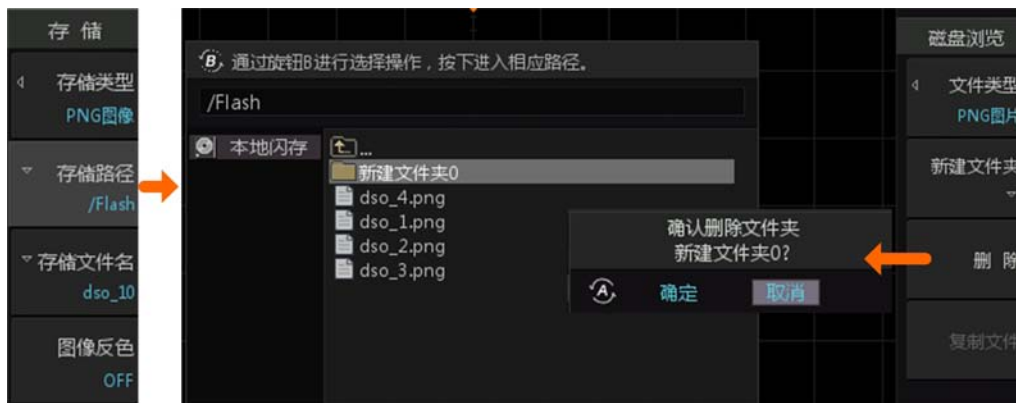 存 储
存储类型
PNG图像
存储路径
/Flash
存储文件名
dso_10
图像反色
OFF
B 通过旋钮B进行选择操作，按下进入相应路径。
/Flash
本地闪存
...
新建文件夹0
dso_4.png
dso_1.png
dso_2.png
dso_3.png
确认删除文件夹
新建文件夹0?
A 确定 取消
磁盘浏览
文件类型
PNG图片
新建文件夹
删 除
复制文件